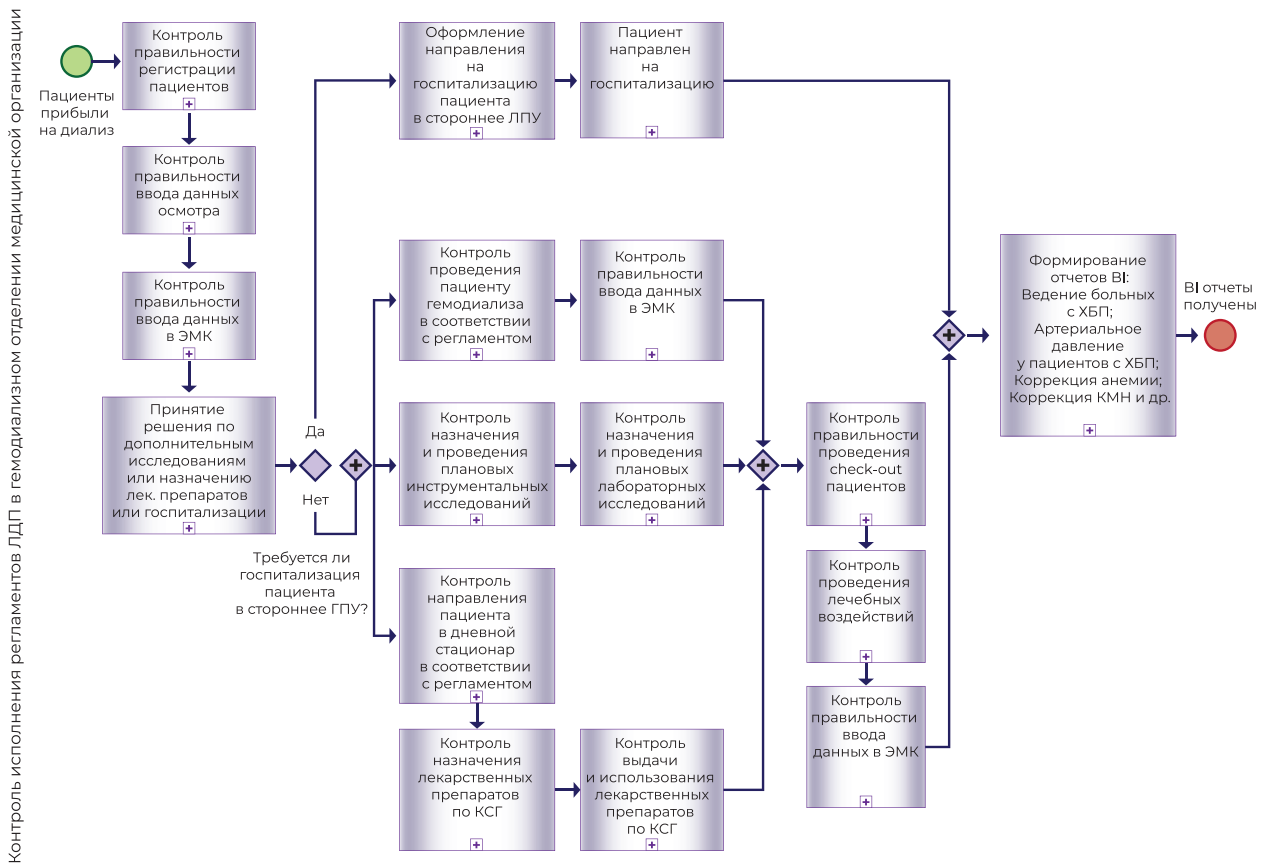 Контроль исполнения регламентов ЛДП в гемодиализном отделении медицинской организации
Пациенты
прибыли
на диализ
Контроль
правильности
регистрации
пациентов
Контроль
правильности
ввода данных
осмотра
Контроль
правильности
ввода данных
в ЭМК
Принятие
решения по
дополнительным
исследованиям
или назначению
лек. препаратов
или госпитализации
Да
Нет
Требуется ли
госпитализация
пациента
в стороннее ГПУ?
Оформление
направления
на
госпитализацию
пациента
в стороннее ЛПУ
Пациент
направлен
на
госпитализацию
Контроль
проведения
пациенту
гемодиализа
в соответствии
с регламентом
Контроль
правильности
ввода данных
в ЭМК
Контроль
назначения
и проведения
плановых
инструментальных
исследований
Контроль
назначения
и проведения
плановых
лабораторных
исследований
Контроль
направления
пациента
в дневной
стационар
в соответствии
с регламентом
Контроль
назначения
лекарственных
препаратов
по КСГ
Контроль
выдачи
и использования
лекарственных
препаратов
по КСГ
Контроль
правильности
проведения
check-out
пациентов
Контроль
проведения
лечебных
воздействий
Контроль
правильности
ввода
данных в ЭМК
Формирование
отчетов BI:
Ведение больных
с ХБП;
Артериальное
давление
у пациентов с ХБП;
Коррекция анемии;
Коррекция КМН и др.
BI отчеты
получены